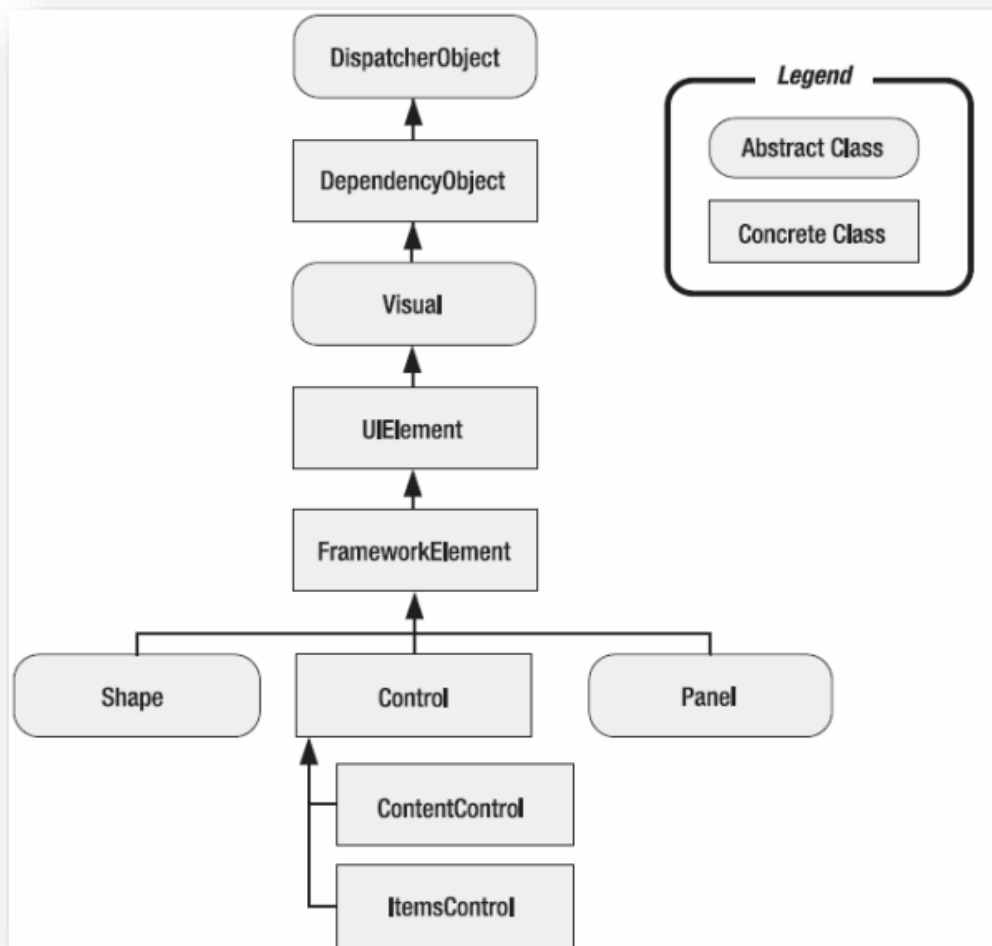 DispatcherObject
Legend
Abstract Class
DependencyObject
Concrete Class
Visual
UIElement
FrameworkElement
Shape
Control
Panel
ContentControl
ItemsControl